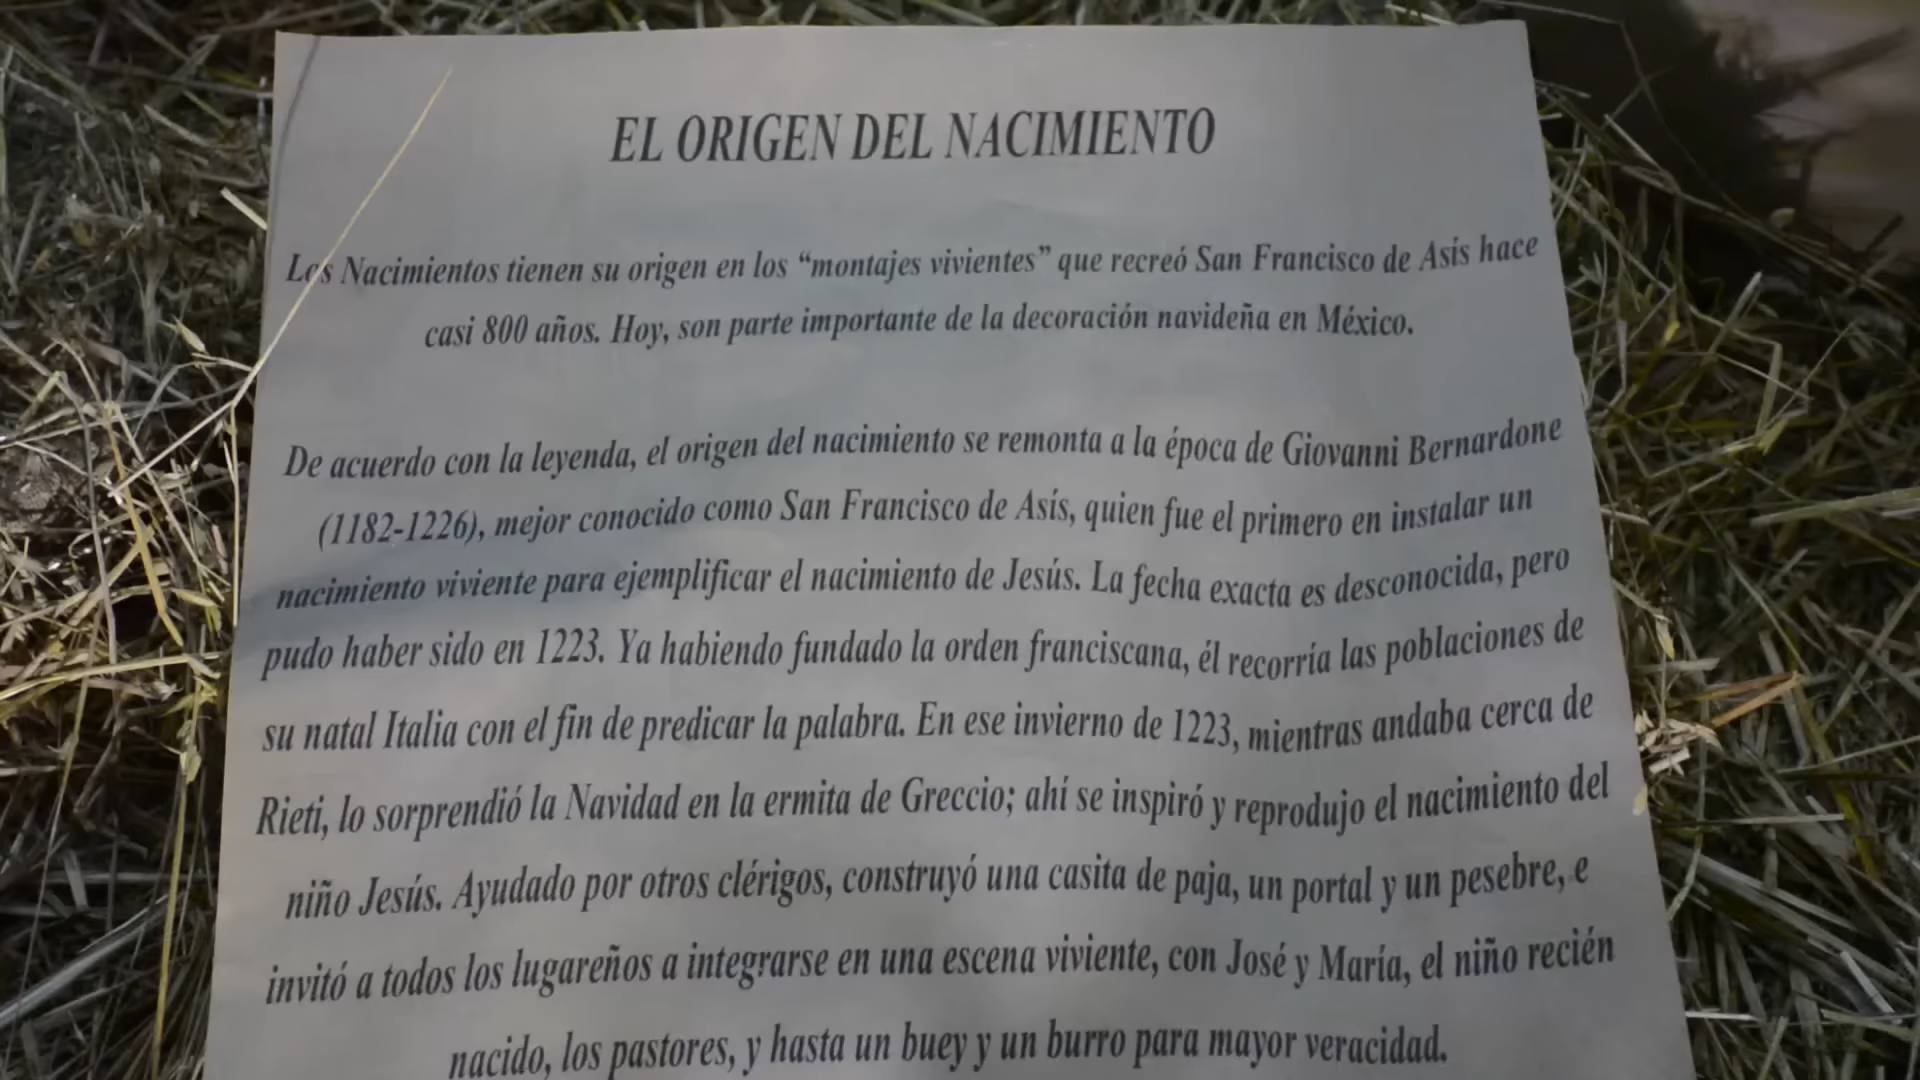 EL ORIGEN DEL NACIMIENTO
Los Nacimientos tienen su origen en los “montajes vivientes” que recreó San Francisco de Asís hace
casi 800 años. Hoy, son parte importante de la decoración navideña en México.
De acuerdo con la leyenda, el origen del nacimiento se remonta a la época de Giovanni Bernardone
(1182-1226), mejor conocido como San Francisco de Asís, quien fue el primero en instalar un
nacimiento viviente para ejemplificar el nacimiento de Jesús. La fecha exacta es desconocida, pero
pudo haber sido en 1223. Ya habiendo fundado la orden franciscana, él recorría las poblaciones de
su natal Italia con el fin de predicar la palabra. En ese invierno de 1223, mientras andaba cerca de
Rieti, lo sorprendió la Navidad en la ermita de Greccio; ahí se inspiró y reprodujo el nacimiento del
niño Jesús. Ayudado por otros clérigos, construyó una casita de paja, un portal y un pesebre, e
invitó a todos los lugareños a integrarse en una escena viviente, con José y María, el niño recién
nacido, los pastores, y hasta un buey y un burro para mayor veracidad.